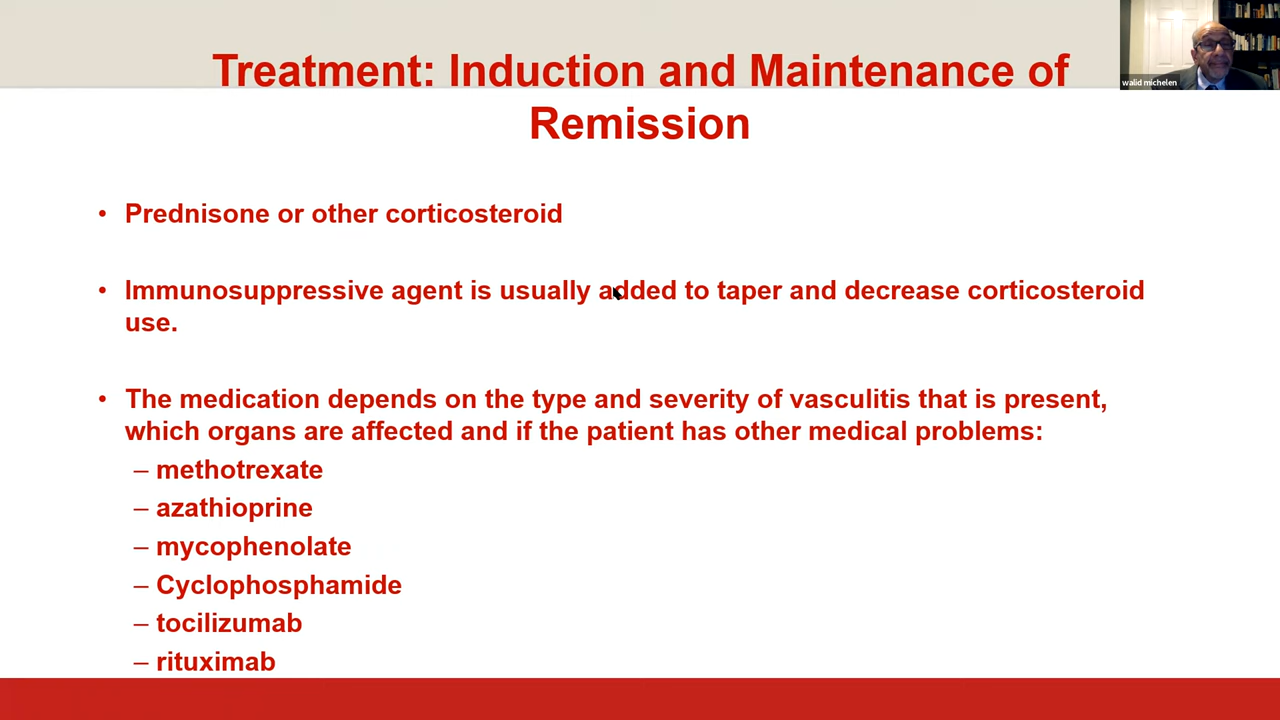 Treatment: Induction and Maintenance of
Remission
walid michelen
• Prednisone or other corticosteroid
• Immunosuppressive agent is usually added to taper and decrease corticosteroid
use.
• The medication depends on the type and severity of vasculitis that is present,
which organs are affected and if the patient has other medical problems:
– methotrexate
– azathioprine
– mycophenolate
– Cyclophosphamide
– tocilizumab
– rituximab